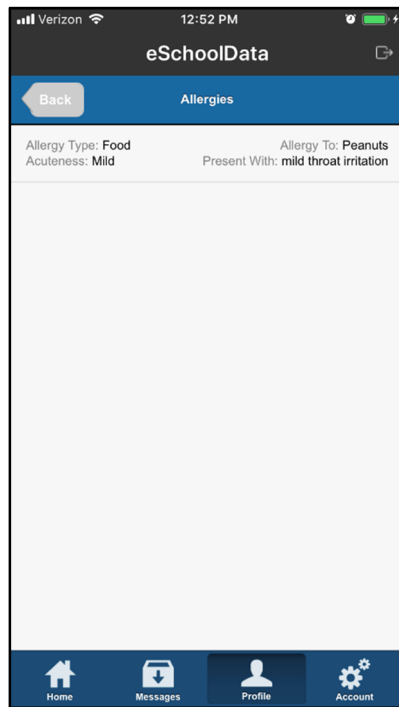 Verizon 12:52 PM
eSchoolData
Back Allergies
Allergy Type: Food Allergy To: Peanuts
Acuteness: Mild Present With: mild throat irritation
Home Messages Profile Account